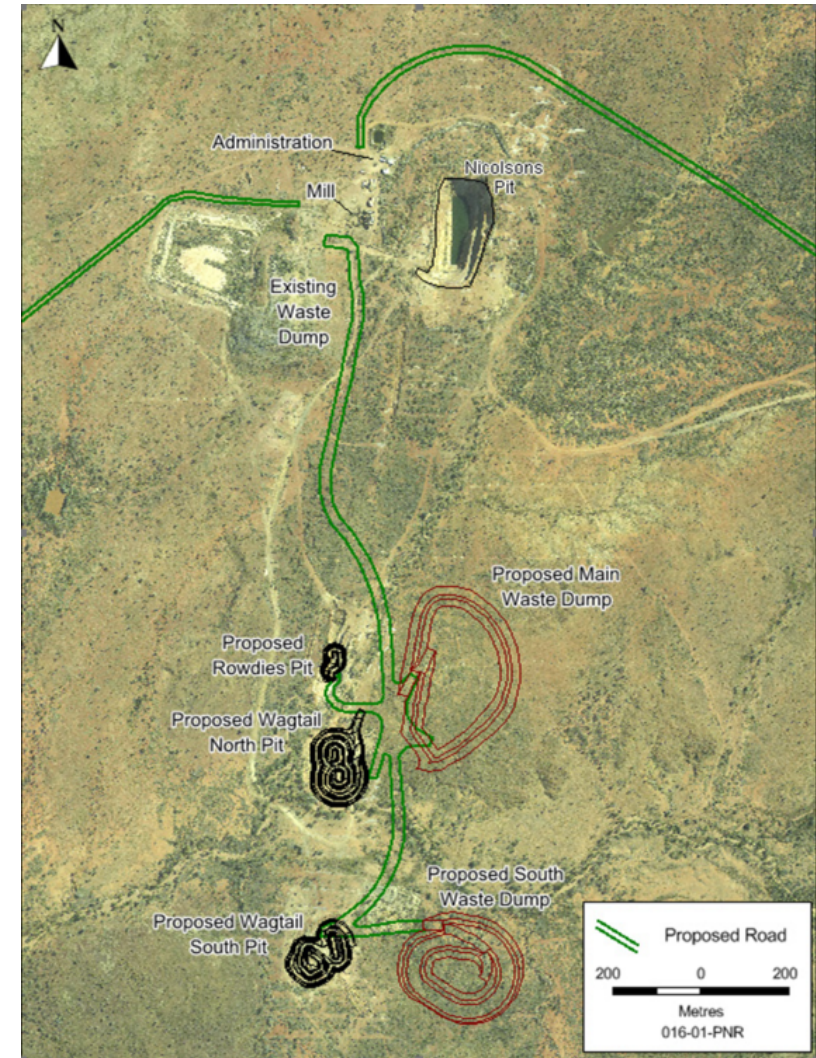 N
Administration
Nicolsons
Pit
Mill
Existing
Waste
Dump
Proposed Main
Waste Dump
Proposed
Rowdies Pit
Proposed Wagtail
North Pit
Proposed South
Waste Dump
Proposed Wagtail
South Pit
Proposed Road
200 0 200
Metres
016-01-PNR